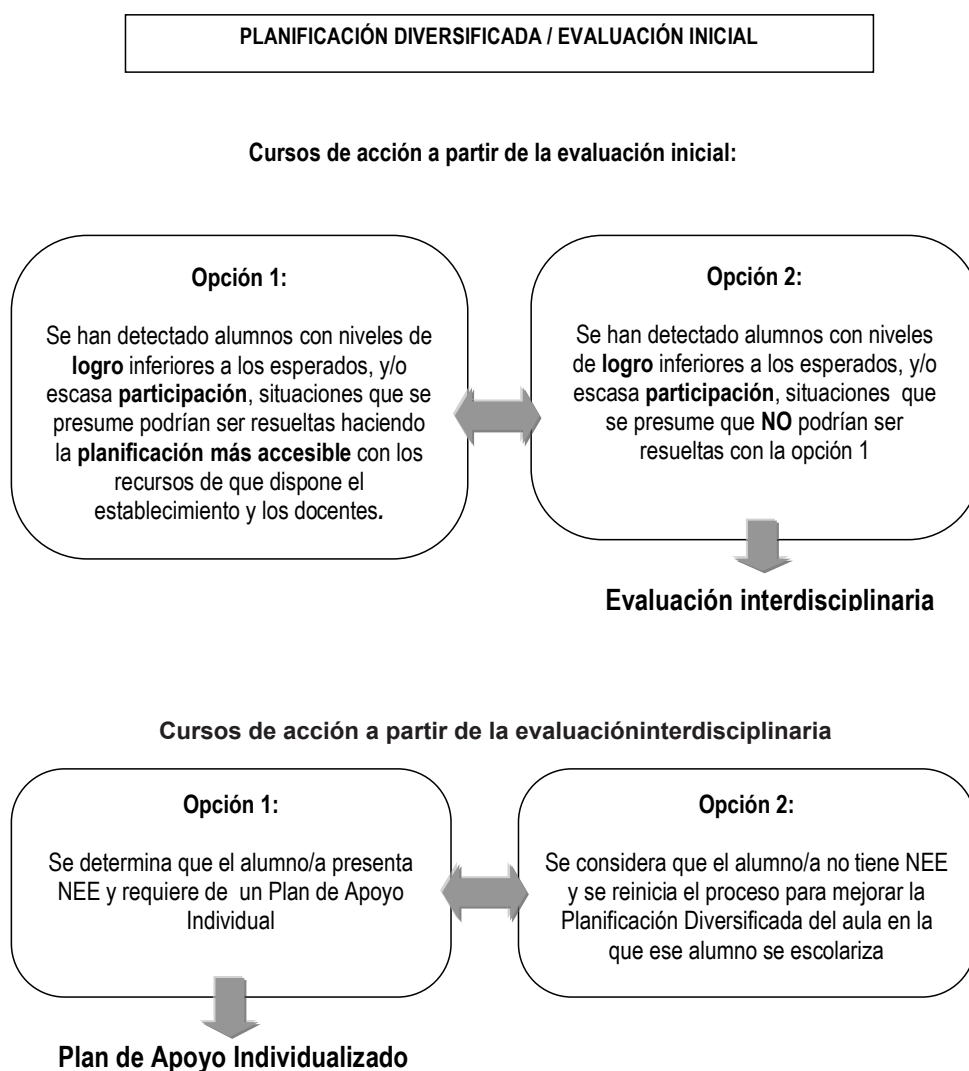 PLANIFICACIÓN DIVERSIFICADA / EVALUACIÓN INICIAL
Cursos de acción a partir de la evaluación inicial:
Opción 1:
Se han detectado alumnos con niveles de
logro inferiores a los esperados, y/o
escasa participación, situaciones que se
presume podrían ser resueltas haciendo
la planificación más accesible con los
recursos de que dispone el
establecimiento y los docentes.
Opción 2:
Se han detectado alumnos con niveles
de logro inferiores a los esperados, y/o
escasa participación, situaciones que
se presume que NO podrían ser
resueltas con la opción 1
Evaluación interdisciplinaria
Cursos de acción a partir de la evaluacióninterdisciplinaria
Opción 1:
Se determina que el alumno/a presenta
NEE y requiere de un Plan de Apoyo
Individual
Opción 2:
Se considera que el alumno/a no tiene NEE
y se reinicia el proceso para mejorar la
Planificación Diversificada del aula en la
que ese alumno se escolariza
Plan de Apoyo Individualizado